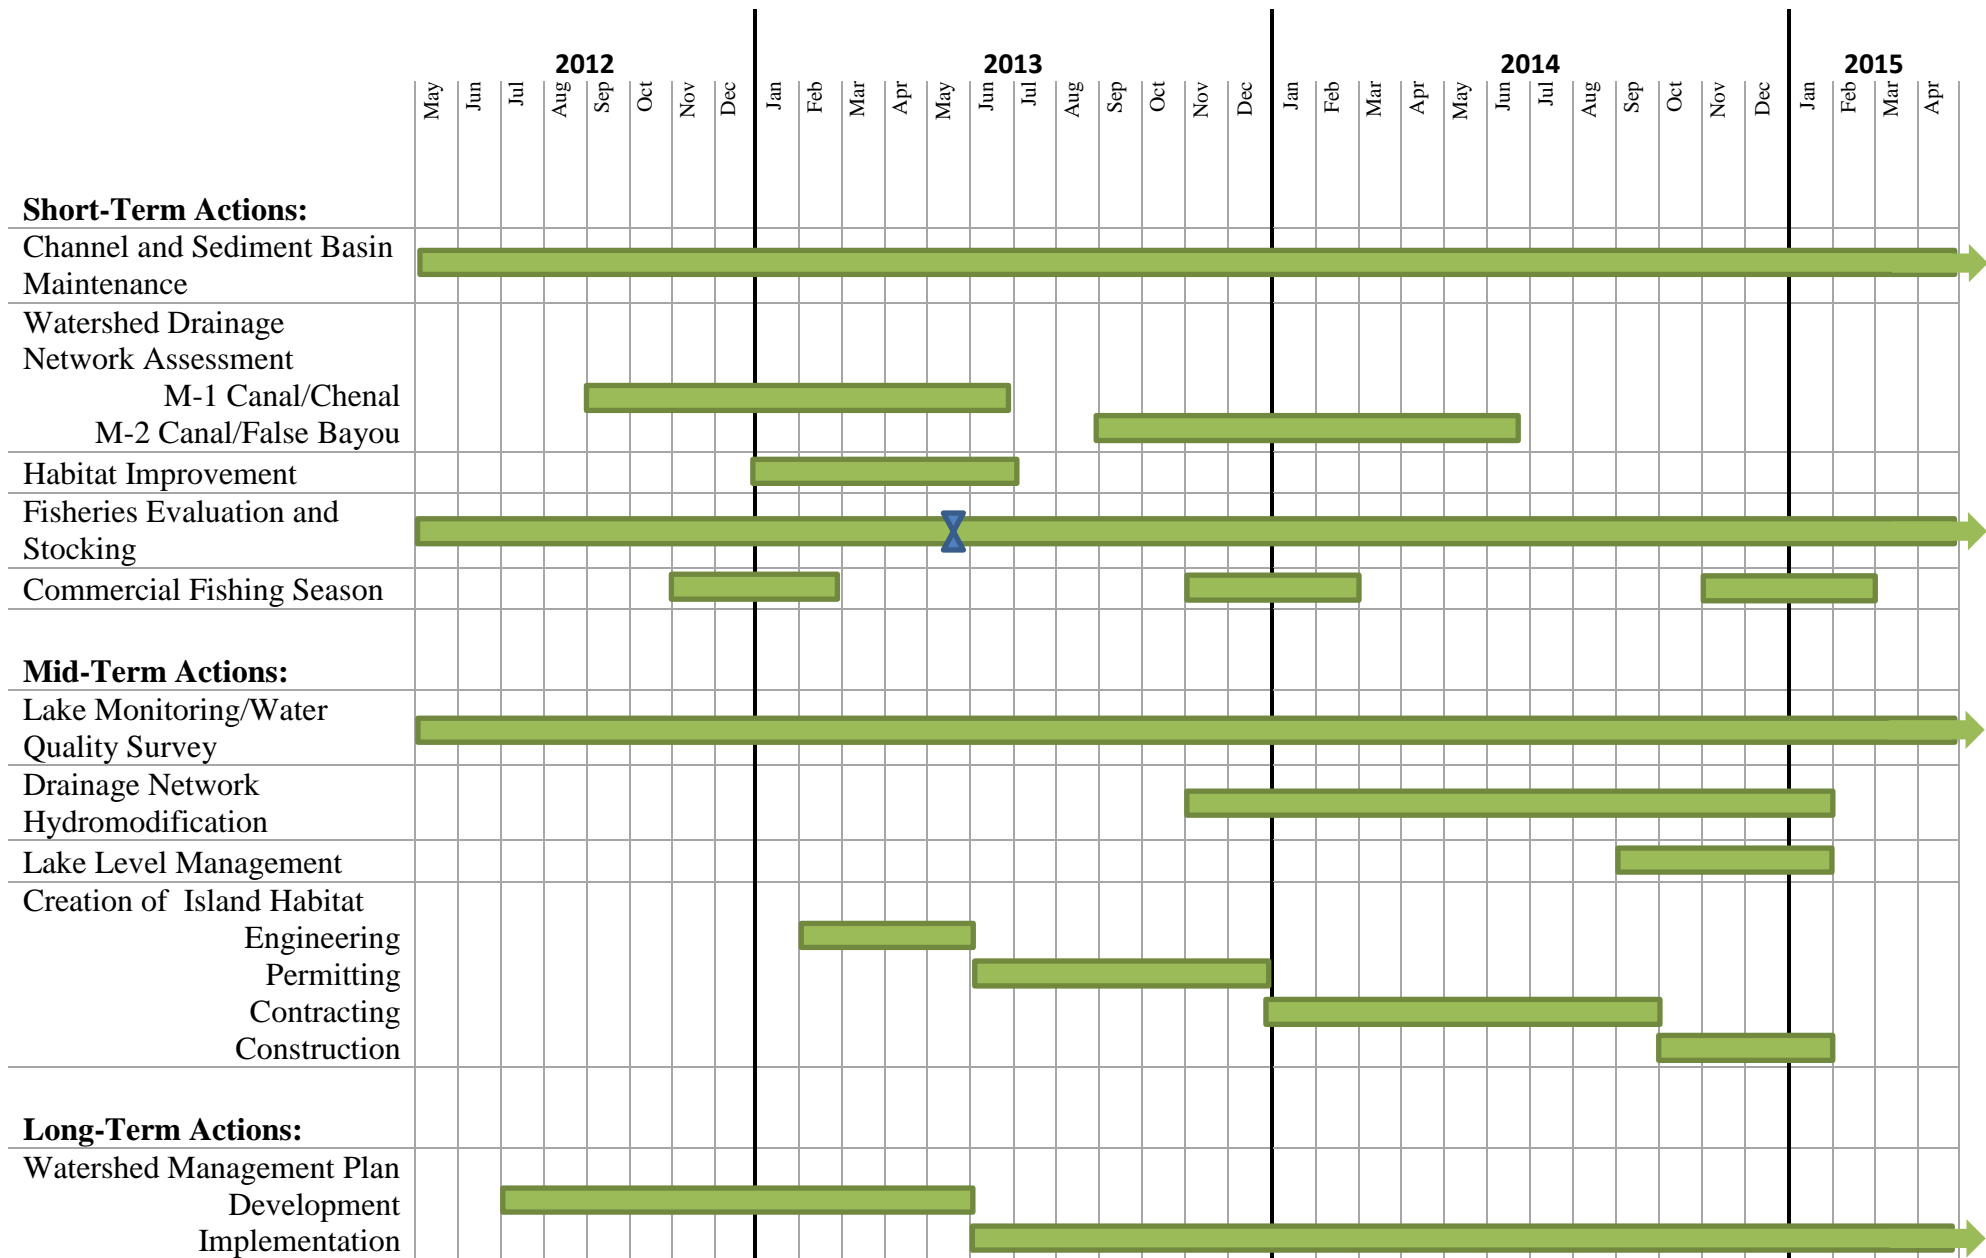 2012 2013 2014 2015
May Jun Jul Aug Sep Oct Nov Dec Jan Feb Mar Apr May Jun Jul Aug Sep Oct Nov Dec Jan Feb Mar Apr May Jun Jul Aug Sep Oct Nov Dec Jan Feb Mar Apr
Short-Term Actions:
Channel and Sediment Basin
Maintenance
Watershed Drainage
Network Assessment
M-1 Canal/Chenal
M-2 Canal/False Bayou
Habitat Improvement
Fisheries Evaluation and
Stocking
Commercial Fishing Season
Mid-Term Actions:
Lake Monitoring/Water
Quality Survey
Drainage Network
Hydromodification
Lake Level Management
Creation of  Island Habitat
Engineering
Permitting
Contracting
Construction
Long-Term Actions:
Watershed Management Plan
Development
Implementation